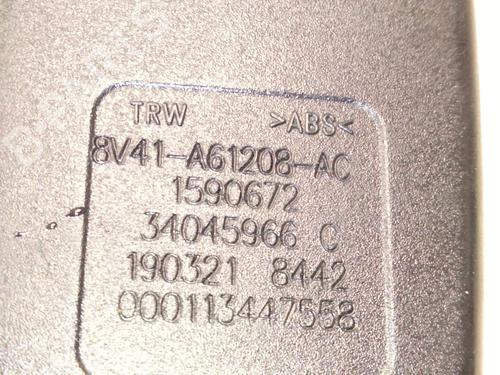 TRW >ABS<
8V41-A61208-AC
1590672
34045966 C
190321 8442
000113447558